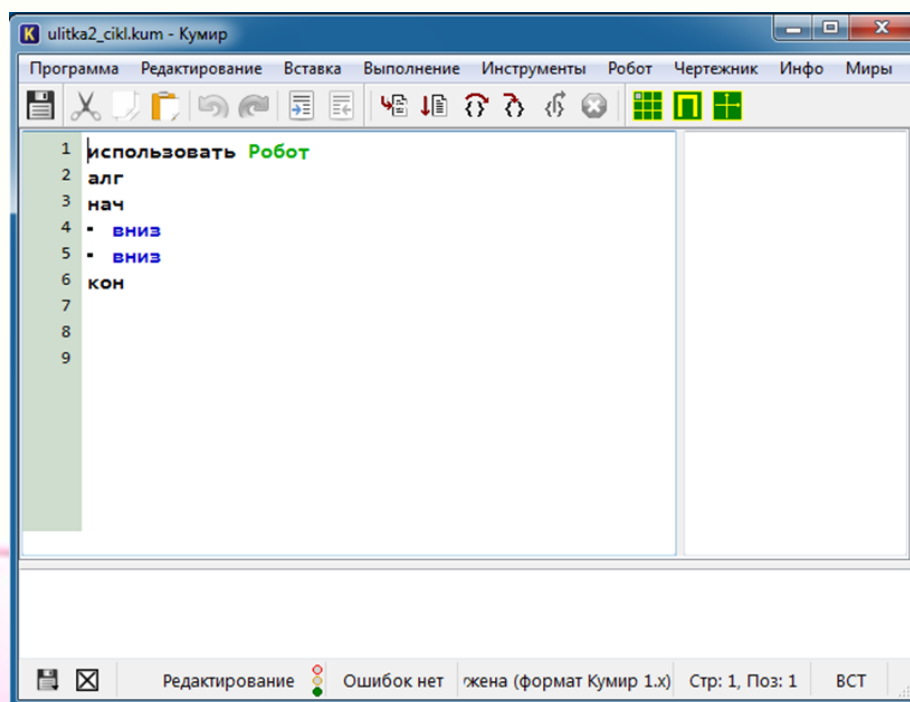 ulitka2_cikl.kum - Кумир
Программа Редактирование Вставка Выполнение Инструменты Робот Чертежник Инфо Миры
1 использовать Робот
2 алг
3 нач
4 вниз
5 вниз
6 кон
7
8
9
Редактирование Ошибок нет жена (формат Кумир 1.x) Стр: 1, Поз: 1 ВСТ